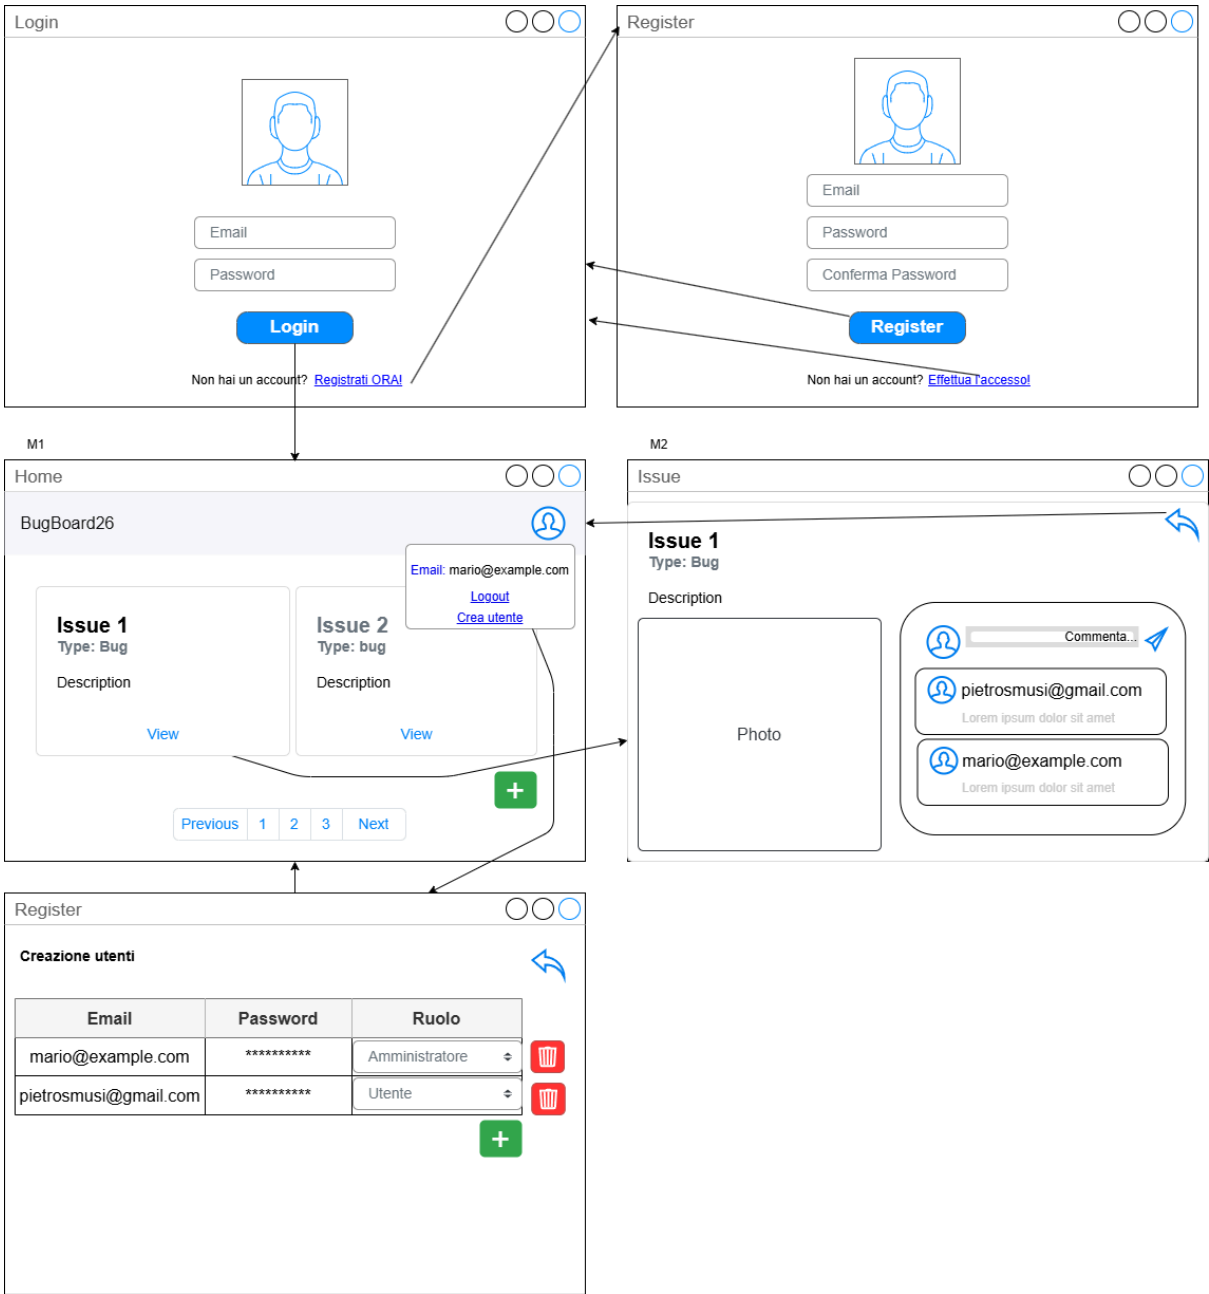 Login
Email
Password
Login
Non hai un account? Registrati ORA!
Register
Email
Password
Conferma Password
Register
Non hai un account? Effettua l'accesso!
M1
Home
BugBoard26
Email: mario@example.com
Logout
Crea utente
Issue 1
Type: Bug
Description
View
Issue 2
Type: bug
Description
View
+
Previous 1 2 3 Next
M2
Issue
Issue 1
Type: Bug
Description
Photo
Commenta...
pietrosmusi@gmail.com
Lorem ipsum dolor sit amet
mario@example.com
Lorem ipsum dolor sit amet
Register
Creazione utenti
Email Password Ruolo
mario@example.com ********** Amministratore
pietrosmusi@gmail.com ********** Utente
+